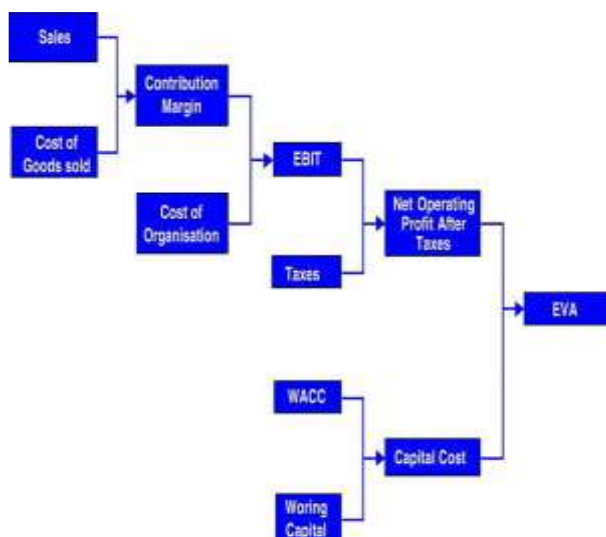 Sales
Contribution
Margin
Cost of
Goods sold
EBIT
Cost of
Organisation
Net Operating
Profit After
Taxes
Taxes
EVA
WACC
Capital Cost
Woring
Capital